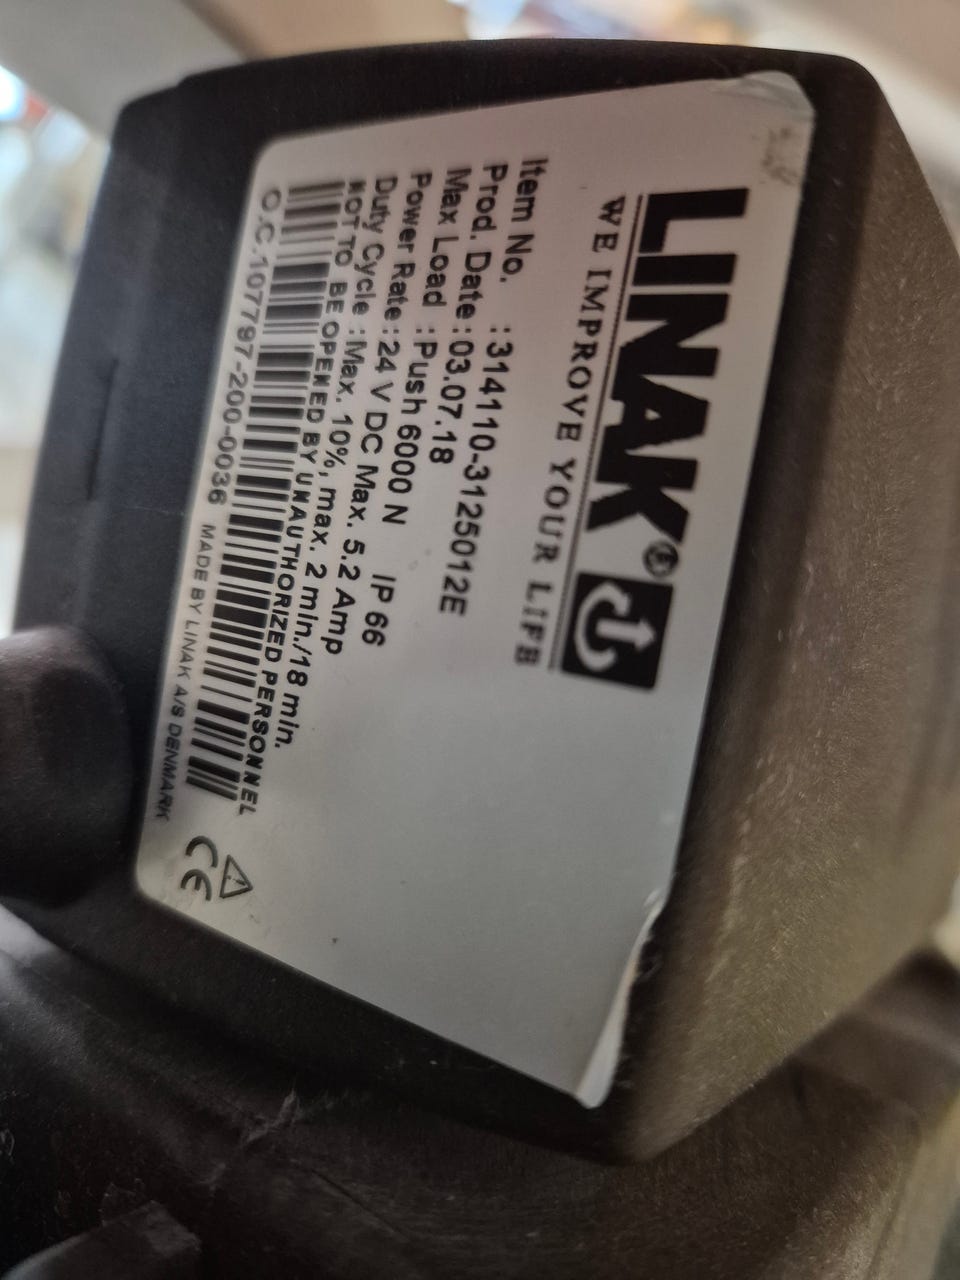 LINAK®
WE IMPROVE YOUR LIFE
Item No. : 314110-3125012E
Prod. Date : 03.07.18
Max Load : Push 6000 N IP 66
Power Rate : 24 V DC Max. 5.2 Amp
Duty Cycle : Max. 10%, max. 2 min./18 min.
NOT TO BE OPENED BY UNAUTHORIZED PERSONNEL
O.C.107797-200-0036 MADE BY LINAK A/S DENMARK
CE